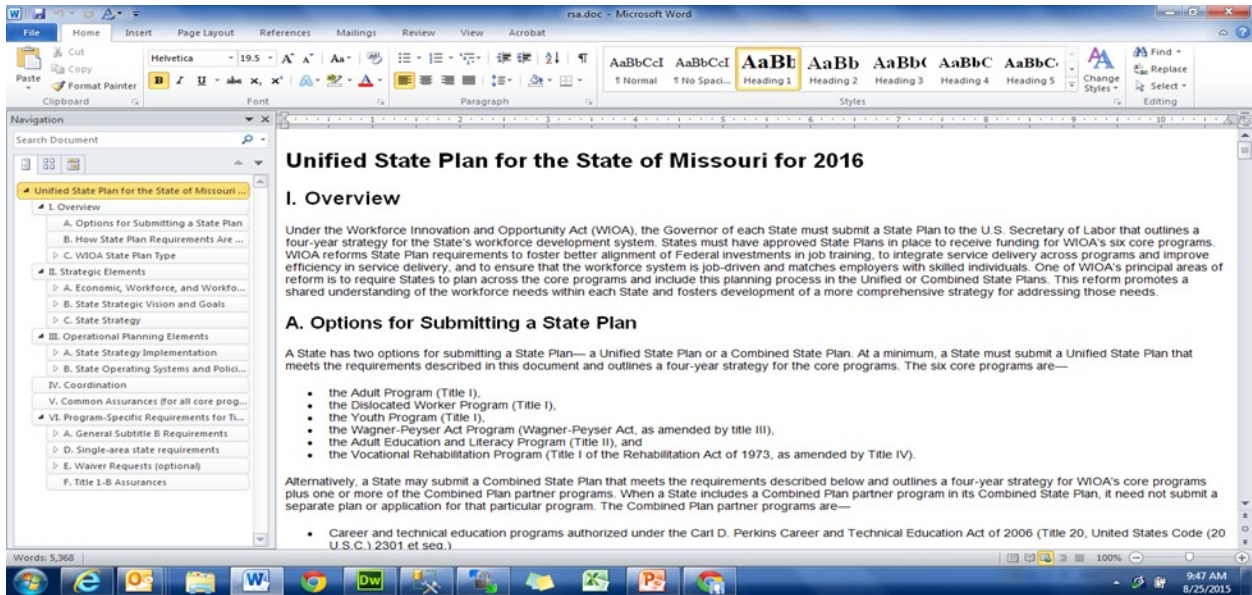 rsa.doc - Microsoft Word
File Home Insert Page Layout References Mailings Review View Acrobat
Paste
Cut
Copy
Format Painter
Clipboard
Helvetica 19.5
Font
Paragraph
AaBbCcI AaBbCcI AaBb AaBb AaBb( AaBbC AaBbC
¶ Normal ¶ No Spaci... Heading 1 Heading 2 Heading 3 Heading 4 Heading 5
Styles
Change Styles
Find
Replace
Select
Editing
Navigation
Search Document
Unified State Plan for the State of Missouri ...
I. Overview
A. Options for Submitting a State Plan
B. How State Plan Requirements Are ...
C. WIOA State Plan Type
II. Strategic Elements
A. Economic, Workforce, and Workfo...
B. State Strategic Vision and Goals
C. State Strategy
III. Operational Planning Elements
A. State Strategy Implementation
B. State Operating Systems and Polici...
IV. Coordination
V. Common Assurances (for all core prog...
VI. Program-Specific Requirements for Ti...
A. General Subtitle B Requirements
D. Single-area state requirements
E. Waiver Requests (optional)
F. Title 1-B Assurances
Unified State Plan for the State of Missouri for 2016
I. Overview
Under the Workforce Innovation and Opportunity Act (WIOA), the Governor of each State must submit a State Plan to the U.S. Secretary of Labor that outlines a
four-year strategy for the State's workforce development system. States must have approved State Plans in place to receive funding for WIOA's six core programs.
WIOA reforms State Plan requirements to foster better alignment of Federal investments in job training, to integrate service delivery across programs and improve
efficiency in service delivery, and to ensure that the workforce system is job-driven and matches employers with skilled individuals. One of WIOA's principal areas of
reform is to require States to plan across the core programs and include this planning process in the Unified or Combined State Plans. This reform promotes a
shared understanding of the workforce needs within each State and fosters development of a more comprehensive strategy for addressing those needs.
A. Options for Submitting a State Plan
A State has two options for submitting a State Plan— a Unified State Plan or a Combined State Plan. At a minimum, a State must submit a Unified State Plan that
meets the requirements described in this document and outlines a four-year strategy for the core programs. The six core programs are—
• the Adult Program (Title I),
• the Dislocated Worker Program (Title I),
• the Youth Program (Title I),
• the Wagner-Peyser Act Program (Wagner-Peyser Act, as amended by title III),
• the Adult Education and Literacy Program (Title II), and
• the Vocational Rehabilitation Program (Title I of the Rehabilitation Act of 1973, as amended by Title IV).
Alternatively, a State may submit a Combined State Plan that meets the requirements described below and outlines a four-year strategy for WIOA's core programs
plus one or more of the Combined Plan partner programs. When a State includes a Combined Plan partner program in its Combined State Plan, it need not submit a
separate plan or application for that particular program. The Combined Plan partner programs are—
• Career and technical education programs authorized under the Carl D. Perkins Career and Technical Education Act of 2006 (Title 20, United States Code (20
U.S.C.) 2301 et seq.)
Words: 5,368
100%
9:47 AM
8/25/2015